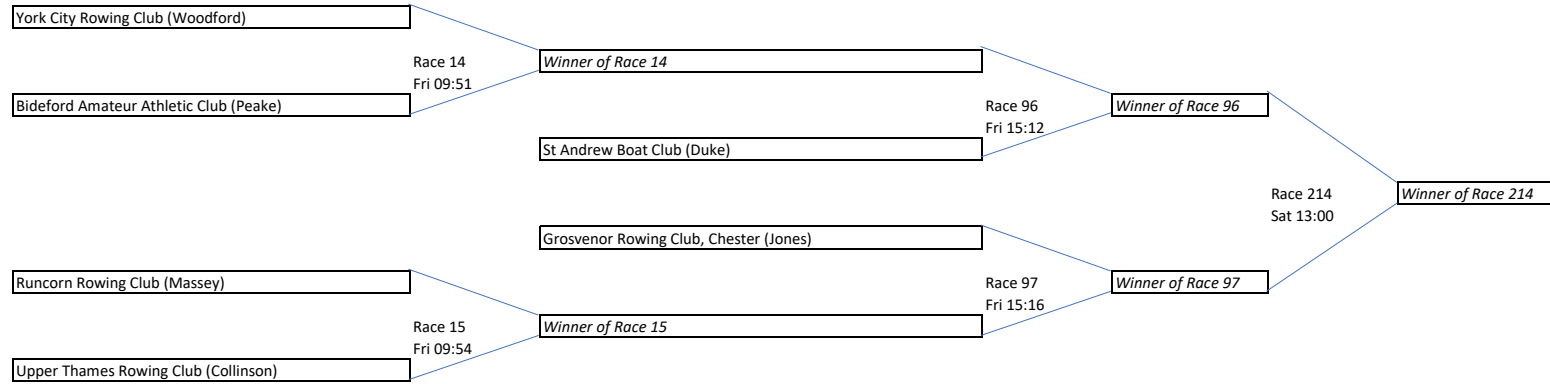 York City Rowing Club (Woodford)
Race 14
Fri 09:51
Winner of Race 14
Bideford Amateur Athletic Club (Peake)
Race 96
Fri 15:12
Winner of Race 96
St Andrew Boat Club (Duke)
Race 214
Sat 13:00
Winner of Race 214
Grosvenor Rowing Club, Chester (Jones)
Runcorn Rowing Club (Massey)
Race 97
Fri 15:16
Winner of Race 97
Race 15
Fri 09:54
Winner of Race 15
Upper Thames Rowing Club (Collinson)